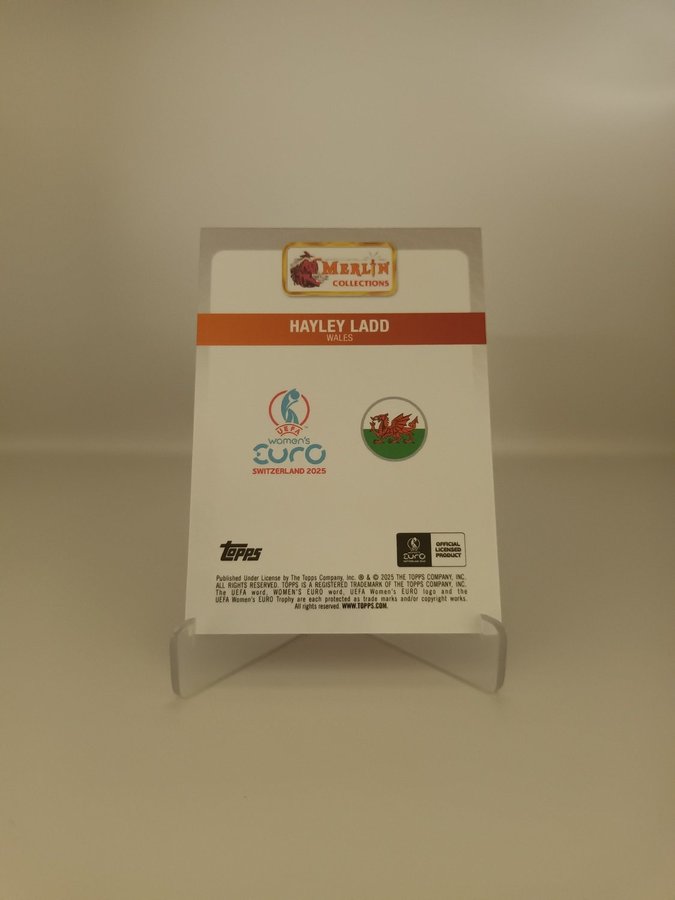 MERLIN
COLLECTIONS
HAYLEY LADD
WALES
UEFA
women's
EURO
SWITZERLAND 2025
Topps
EURO
OFFICIAL
LICENSED
PRODUCT
Published Under License by The Topps Company, Inc. ® & © 2025 THE TOPPS COMPANY, INC.
ALL RIGHTS RESERVED. TOPPS IS A REGISTERED TRADEMARK OF THE TOPPS COMPANY, INC.
The UEFA word, WOMEN'S EURO word, UEFA Women's EURO logo and the
UEFA Women's EURO Trophy are each protected as trade marks and/or copyright works.
All rights reserved. WWW.TOPPS.COM.